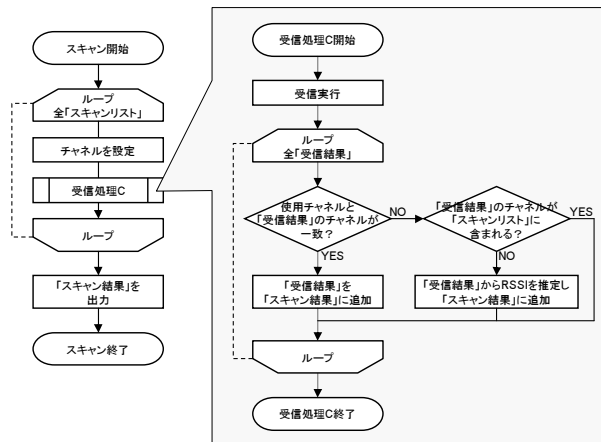 スキャン開始
ループ
全「スキャンリスト」
チャネルを設定
受信処理C
ループ
「スキャン結果」を
出力
スキャン終了
受信処理C開始
受信実行
ループ
全「受信結果」
使用チャネルと
「受信結果」のチャネルが
一致？
NO
YES
「受信結果」のチャネルが
「スキャンリスト」に
含まれる？
YES
NO
「受信結果」を
「スキャン結果」に追加
「受信結果」からRSSIを推定し
「スキャン結果」に追加
ループ
受信処理C終了